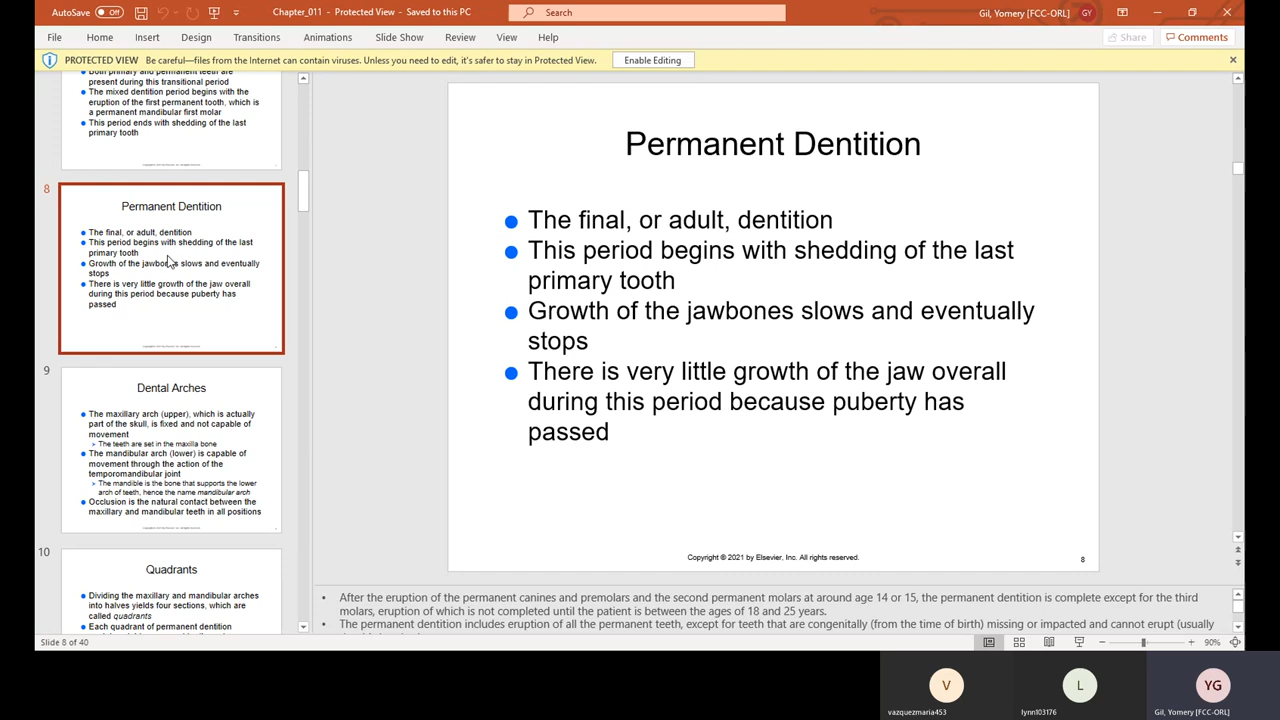 AutoSave Off Chapter_011 - Protected View - Saved to this PC Search Gil, Yomery [FCC-ORL] GY
File Home Insert Design Transitions Animations Slide Show Review View Help Share Comments
PROTECTED VIEW Be careful—files from the Internet can contain viruses. Unless you need to edit, it's safer to stay in Protected View. Enable Editing
Both primary and permanent teeth are
present during this transitional period
The mixed dentition period begins with the
eruption of the first permanent tooth, which is
a permanent mandibular first molar
This period ends with shedding of the last
primary tooth
8
Permanent Dentition
The final, or adult, dentition
This period begins with shedding of the last
primary tooth
Growth of the jawbones slows and eventually
stops
There is very little growth of the jaw overall
during this period because puberty has
passed
9
Dental Arches
The maxillary arch (upper), which is actually
part of the skull, is fixed and not capable of
movement
The teeth are set in the maxilla bone
The mandibular arch (lower) is capable of
movement through the action of the
temporomandibular joint
The mandible is the bone that supports the lower
arch of teeth, hence the name mandibular arch
Occlusion is the natural contact between the
maxillary and mandibular teeth in all positions
10
Quadrants
Dividing the maxillary and mandibular arches
into halves yields four sections, which are
called quadrants
Each quadrant of permanent dentition
Permanent Dentition
The final, or adult, dentition
This period begins with shedding of the last
primary tooth
Growth of the jawbones slows and eventually
stops
There is very little growth of the jaw overall
during this period because puberty has
passed
Copyright © 2021 by Elsevier, Inc. All rights reserved.
8
After the eruption of the permanent canines and premolars and the second permanent molars at around age 14 or 15, the permanent dentition is complete except for the third
molars, eruption of which is not completed until the patient is between the ages of 18 and 25 years.
The permanent dentition includes eruption of all the permanent teeth, except for teeth that are congenitally (from the time of birth) missing or impacted and cannot erupt (usually
Slide 8 of 40 90%
V L YG
vazquezmaria453 lynn103176 Gil, Yomery [FCC-ORL]